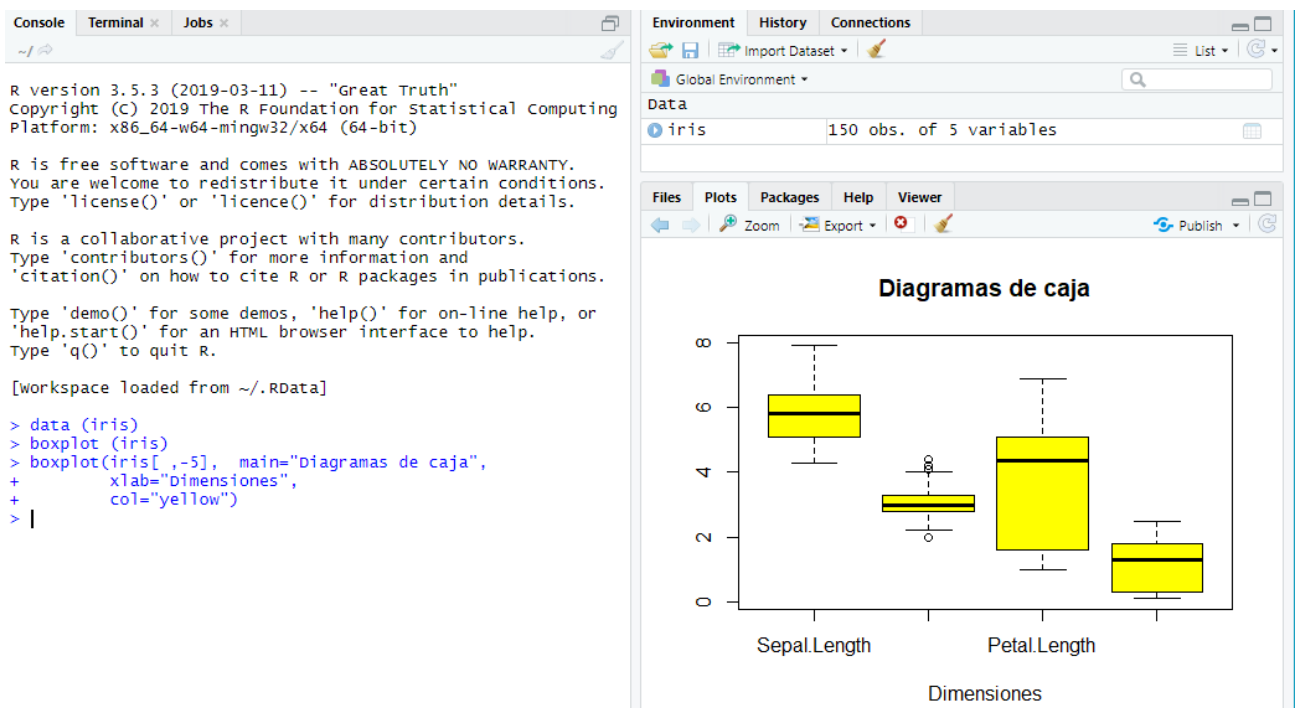 Console Terminal Jobs
~/
R version 3.5.3 (2019-03-11) -- "Great Truth"
Copyright (C) 2019 The R Foundation for Statistical Computing
Platform: x86_64-w64-mingw32/x64 (64-bit)
R is free software and comes with ABSOLUTELY NO WARRANTY.
You are welcome to redistribute it under certain conditions.
Type 'license()' or 'licence()' for distribution details.
R is a collaborative project with many contributors.
Type 'contributors()' for more information and
'citation()' on how to cite R or R packages in publications.
Type 'demo()' for some demos, 'help()' for on-line help, or
'help.start()' for an HTML browser interface to help.
Type 'q()' to quit R.
[Workspace loaded from ~/.RData]
> data (iris)
> boxplot (iris)
> boxplot(iris[ ,-5],  main="Diagramas de caja",
+         xlab="Dimensiones",
+         col="yellow")
>
Environment History Connections
Import Dataset List
Global Environment
Data
iris 150 obs. of 5 variables
Files Plots Packages Help Viewer
Zoom Export Publish
Diagramas de caja
8
6
4
2
0
Sepal.Length Petal.Length
Dimensiones